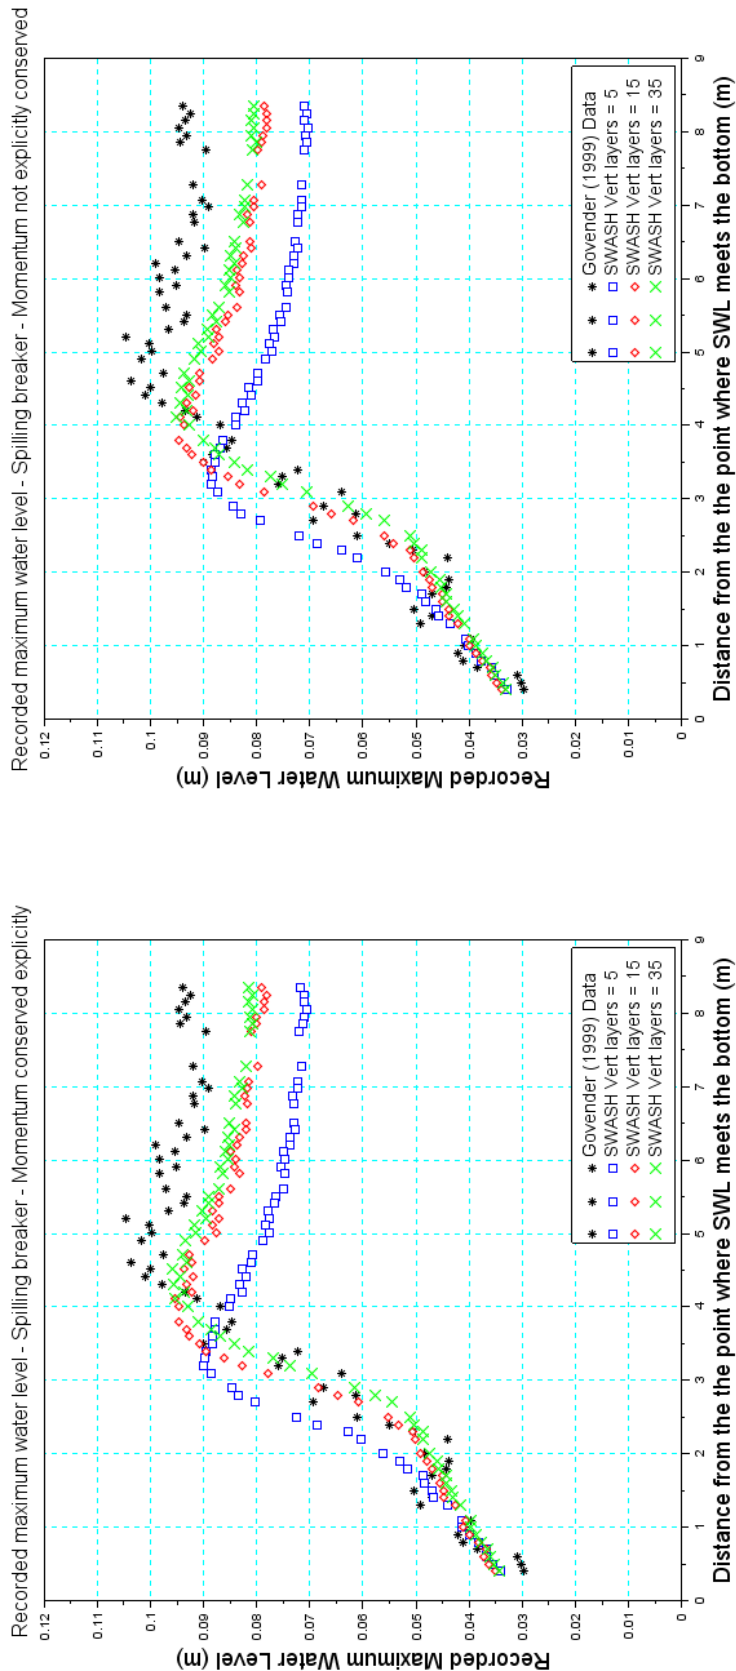 Recorded maximum water level - Spilling breaker - Momentum conserved explicitly
0.12
0.11
0.1
0.09
0.08
0.07
0.06
0.05
0.04
0.03
0.02
0.01
0
Recorded Maximum Water Level (m)
Govender (1999) Data
SWASH Vert layers = 5
SWASH Vert layers = 15
SWASH Vert layers = 35
0 1 2 3 4 5 6 7 8 9
Distance from the the point where SWL meets the bottom (m)
Recorded maximum water level - Spilling breaker - Momentum not explicitly conserved
0.12
0.11
0.1
0.09
0.08
0.07
0.06
0.05
0.04
0.03
0.02
0.01
0
Recorded Maximum Water Level (m)
Govender (1999) Data
SWASH Vert layers = 5
SWASH Vert layers = 15
SWASH Vert layers = 35
0 1 2 3 4 5 6 7 8 9
Distance from the the point where SWL meets the bottom (m)